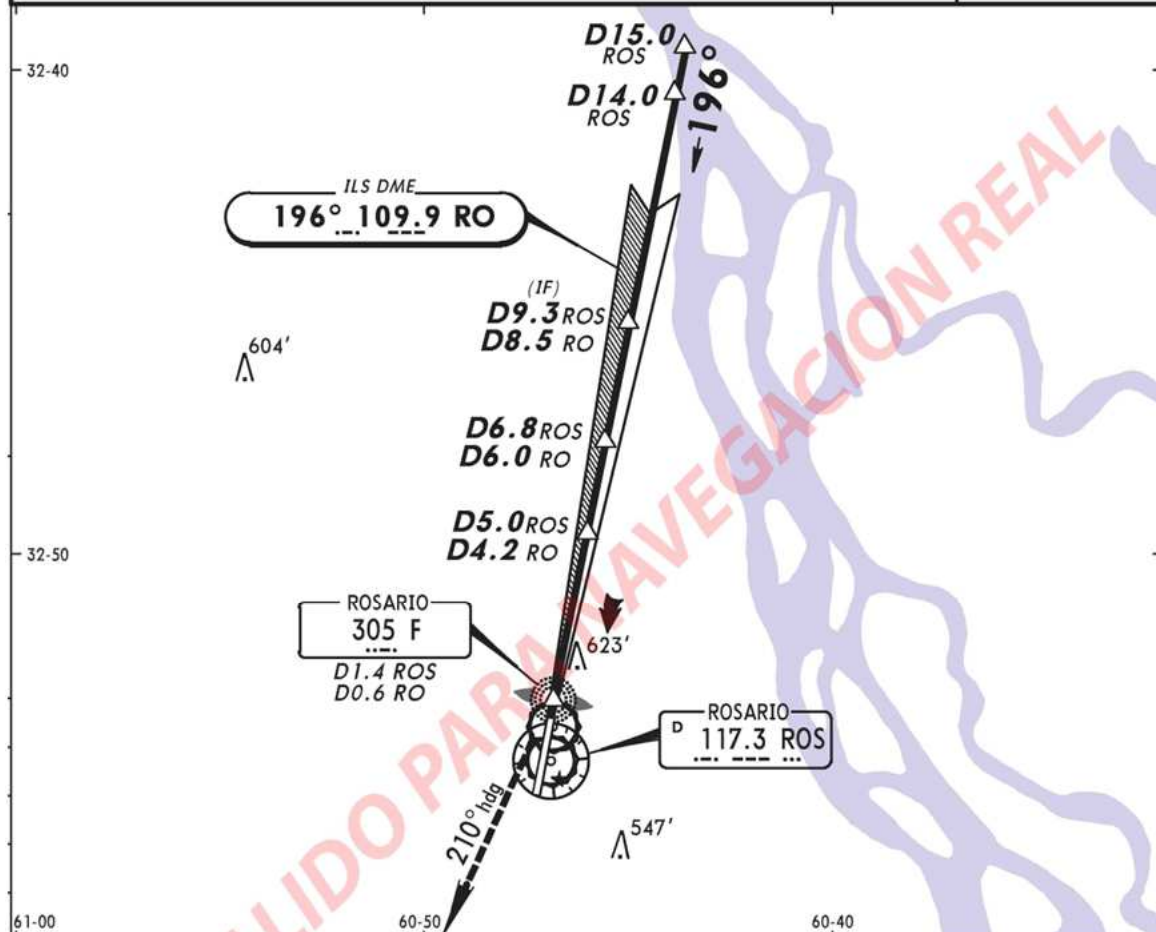 D15.0
ROS
32-40
D14.0
ROS
196°
ILS DME
196° 109.9 RO
(IF)
D9.3 ROS
D8.5 RO
604'
D6.8 ROS
D6.0 RO
D5.0 ROS
D4.2 RO
32-50
ROSARIO
305 F
D1.4 ROS
D0.6 RO
623'
ROSARIO
D 117.3 ROS
210° hdg
547'
61-00
60-50
60-40
LIDO PARA NAVEGACION REAL